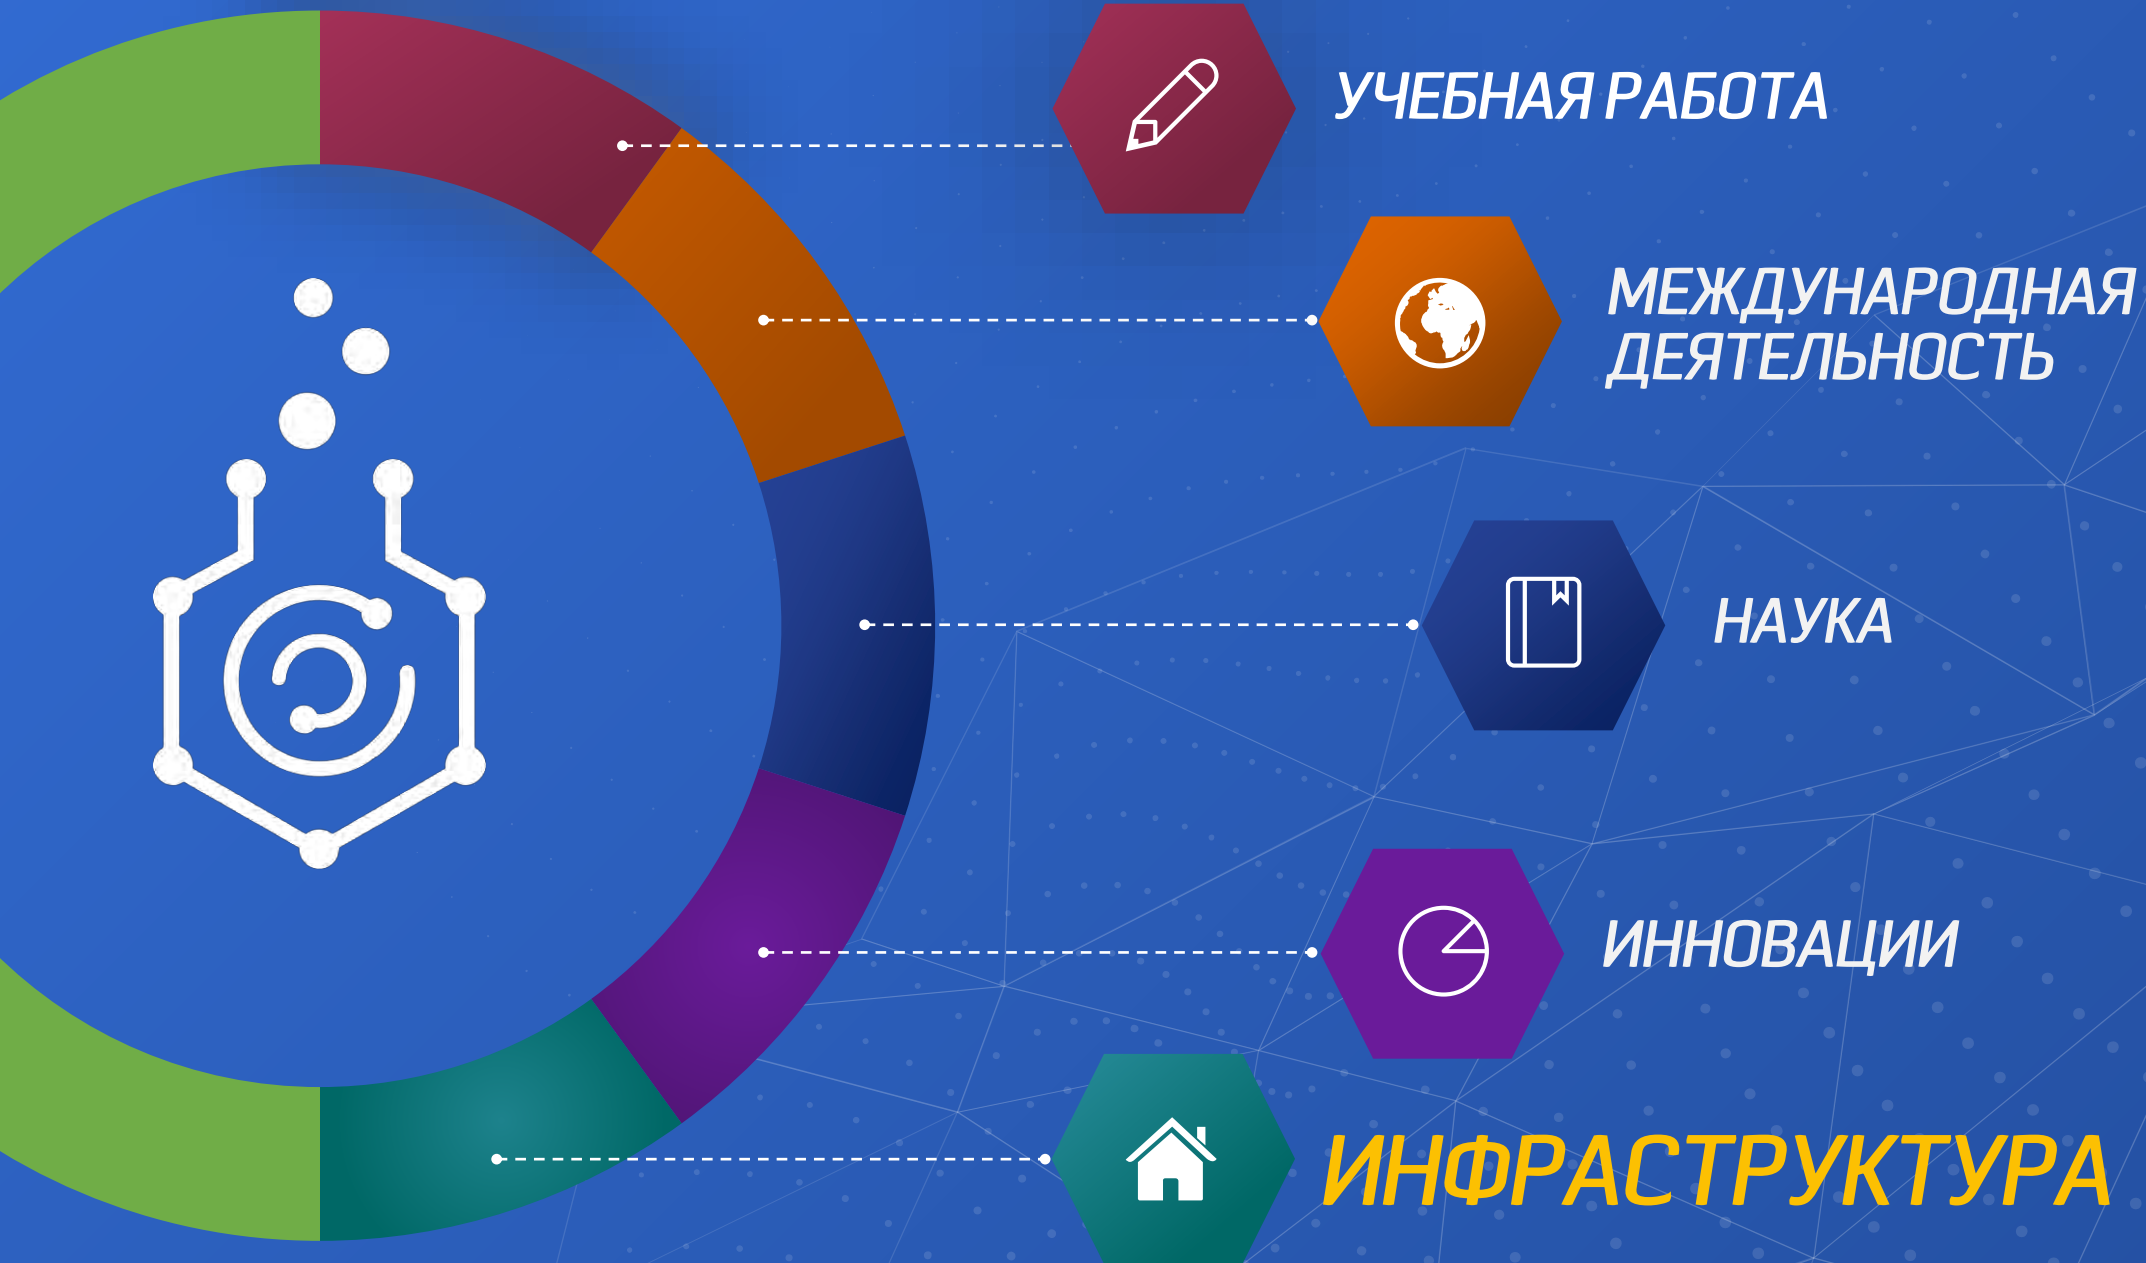 УЧЕБНАЯ РАБОТА
МЕЖДУНАРОДНАЯ
ДЕЯТЕЛЬНОСТЬ
НАУКА
ИННОВАЦИИ
ИНФРАСТРУКТУРА